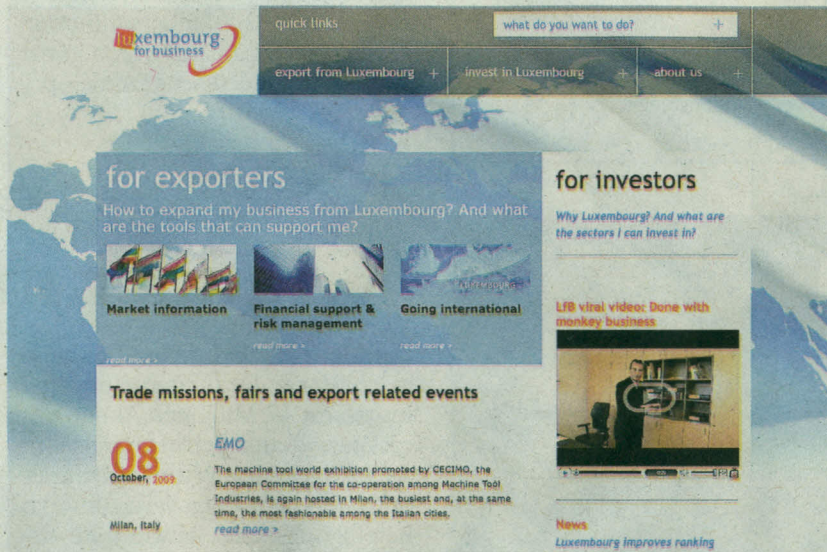 luxembourg
for business
quick links
what do you want to do? +
export from Luxembourg +
invest in Luxembourg +
about us +
for exporters
How to expand my business from Luxembourg? And what
are the tools that can support me?
Market information
read more >
Financial support &
risk management
read more >
LUXEMBOURG
Going international
read more >
for investors
Why Luxembourg? And what are
the sectors I can invest in?
LfB viral video: Done with
monkey business
Trade missions, fairs and export related events
08
October, 2009
Milan, Italy
EMO
The machine tool world exhibition promoted by CECIMO, the
European Committee for the co-operation among Machine Tool
Industries, is again hosted in Milan, the busiest and, at the same
time, the most fashionable among the Italian cities.
read more >
News
Luxembourg improves ranking